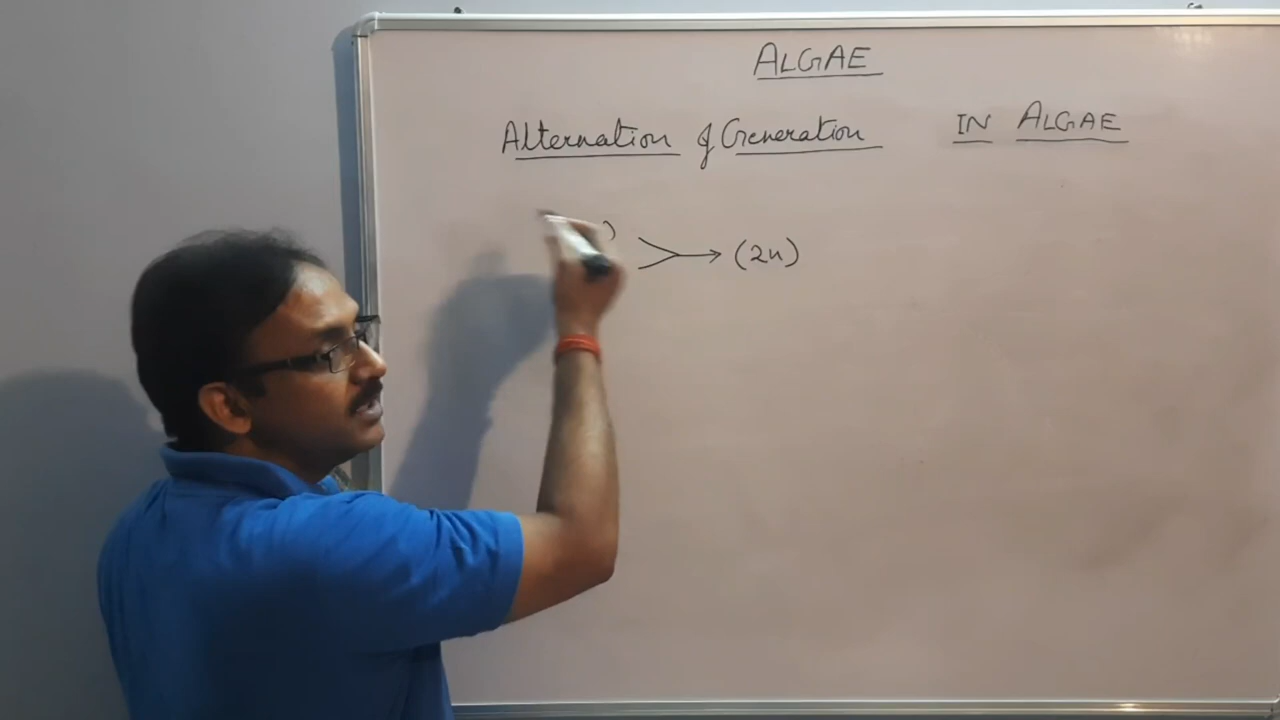 ALGAE
Alternation of Generation IN ALGAE
) → (2n)